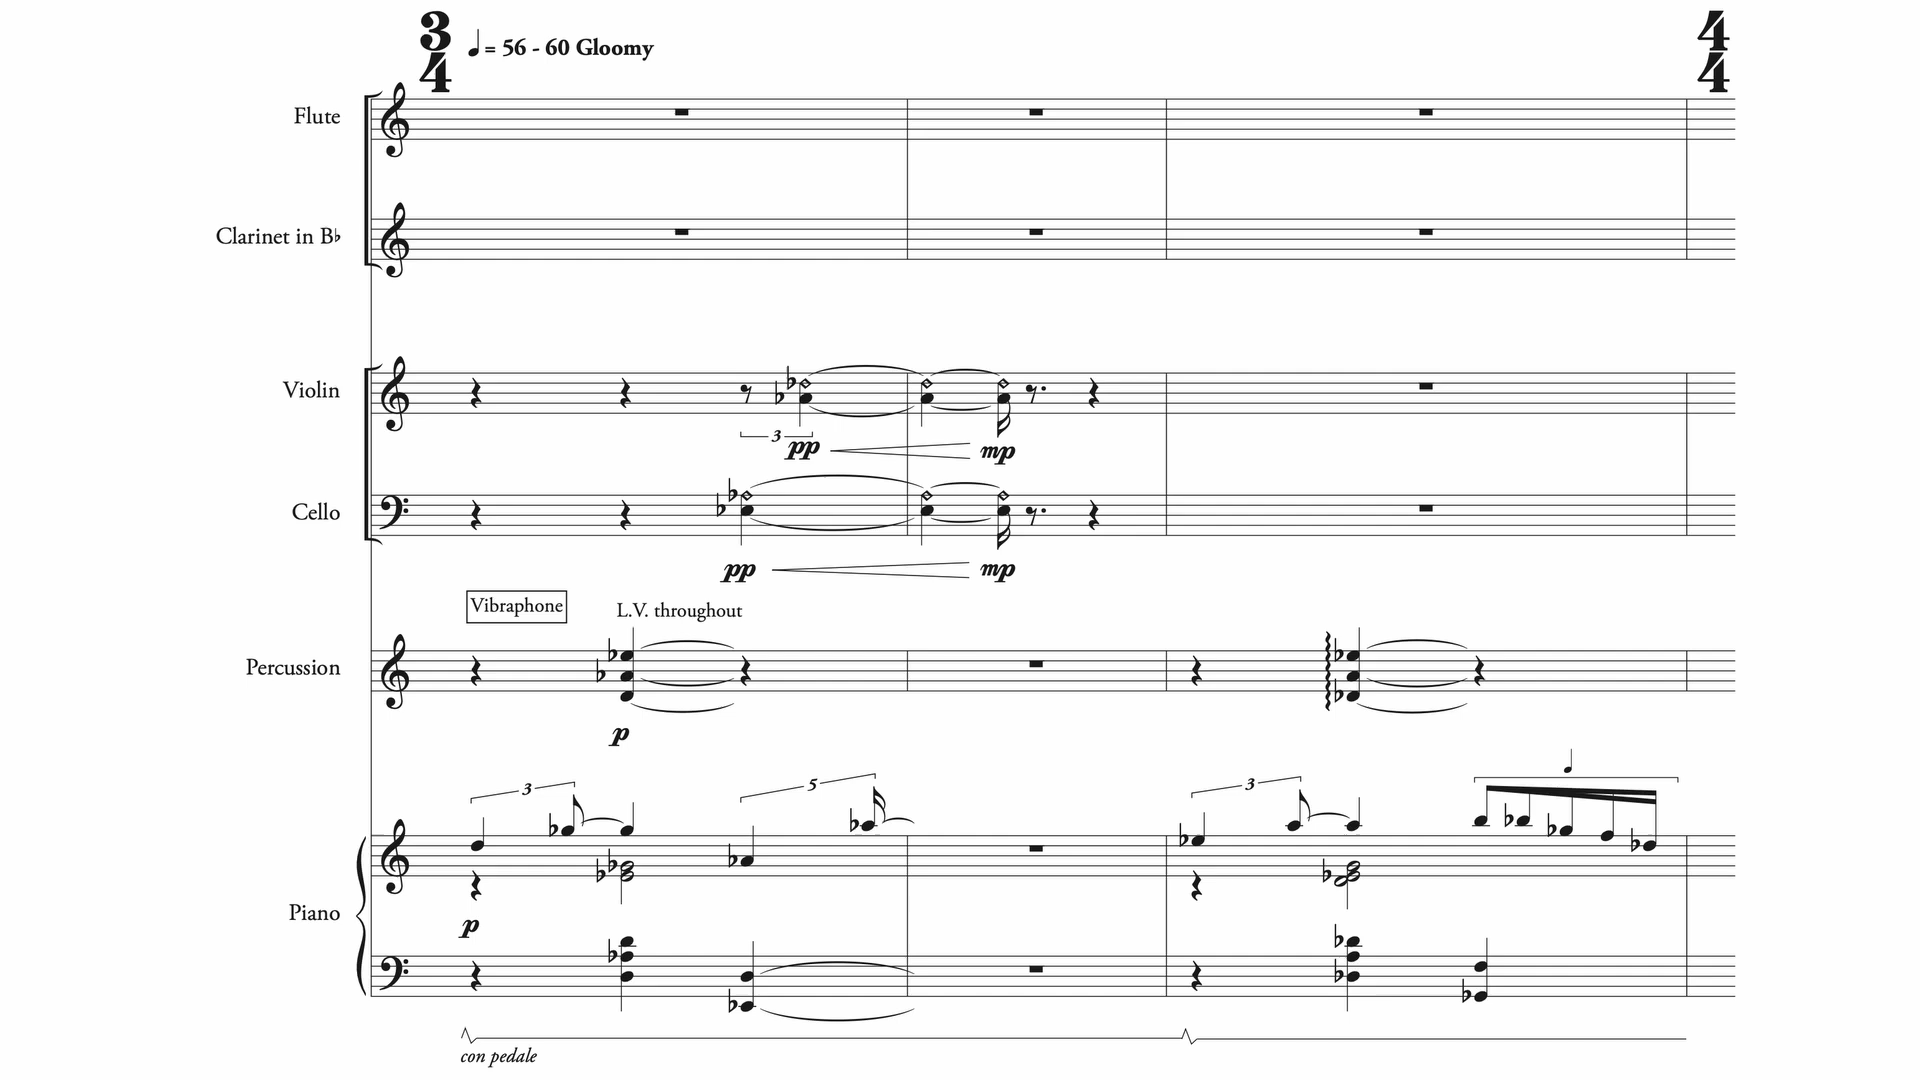 3
4
= 56 - 60 Gloomy
4
4
Flute
Clarinet in B♭
Violin
3
pp
mp
Cello
pp
mp
Vibraphone
L.V. throughout
Percussion
p
3
5
3
Piano
p
con pedale